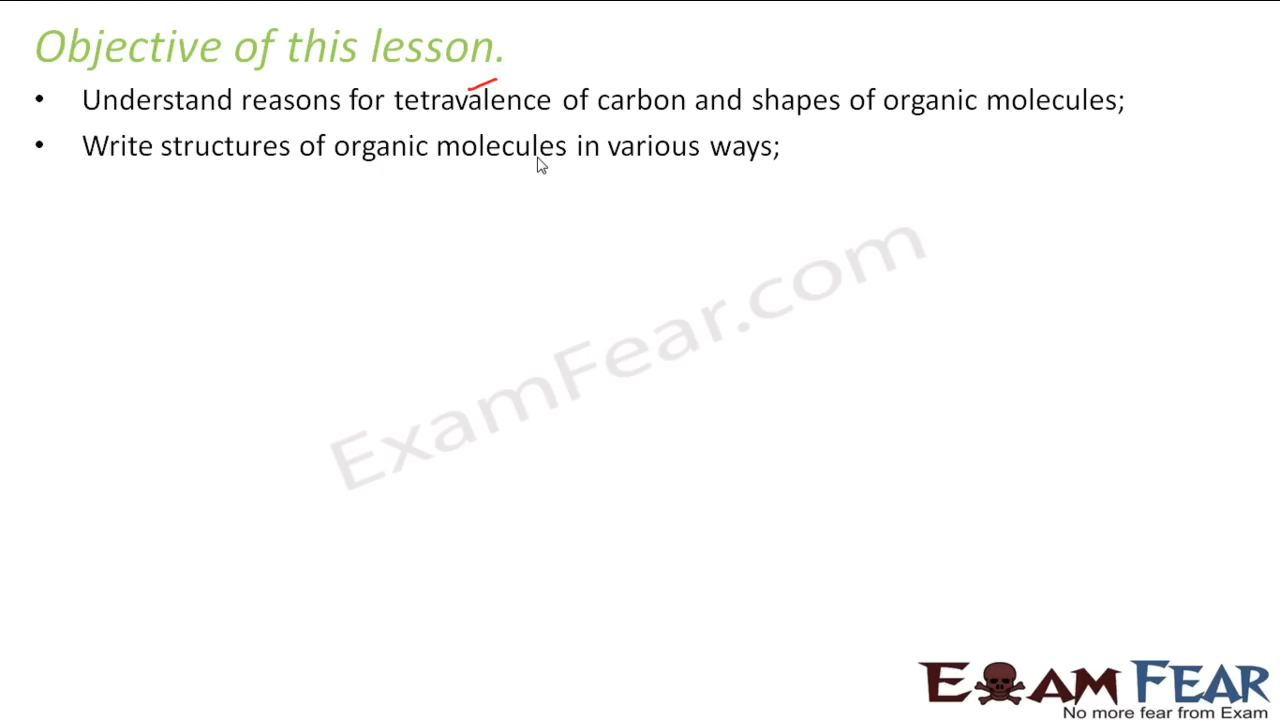 Objective of this lesson.
• Understand reasons for tetravalence of carbon and shapes of organic molecules;
• Write structures of organic molecules in various ways;
ExamFear.com
EXAM FEAR
No more fear from Exam